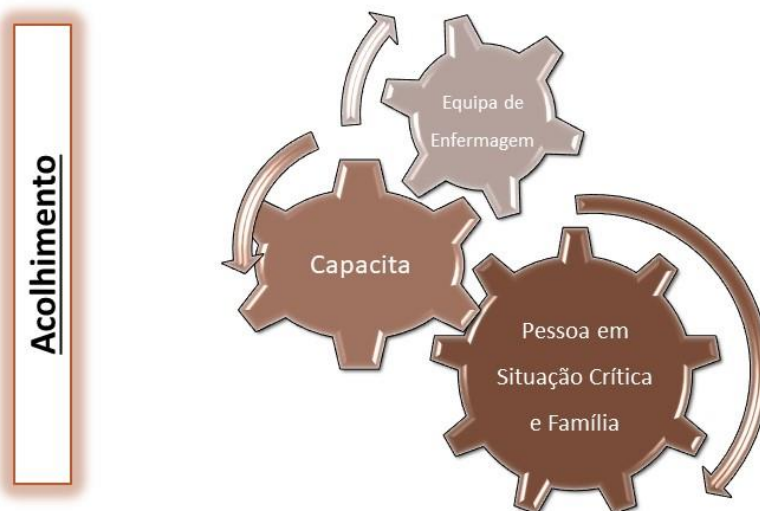 Acolhimento
Equipa de
Enfermagem
Capacita
Pessoa em
Situação Crítica
e Família